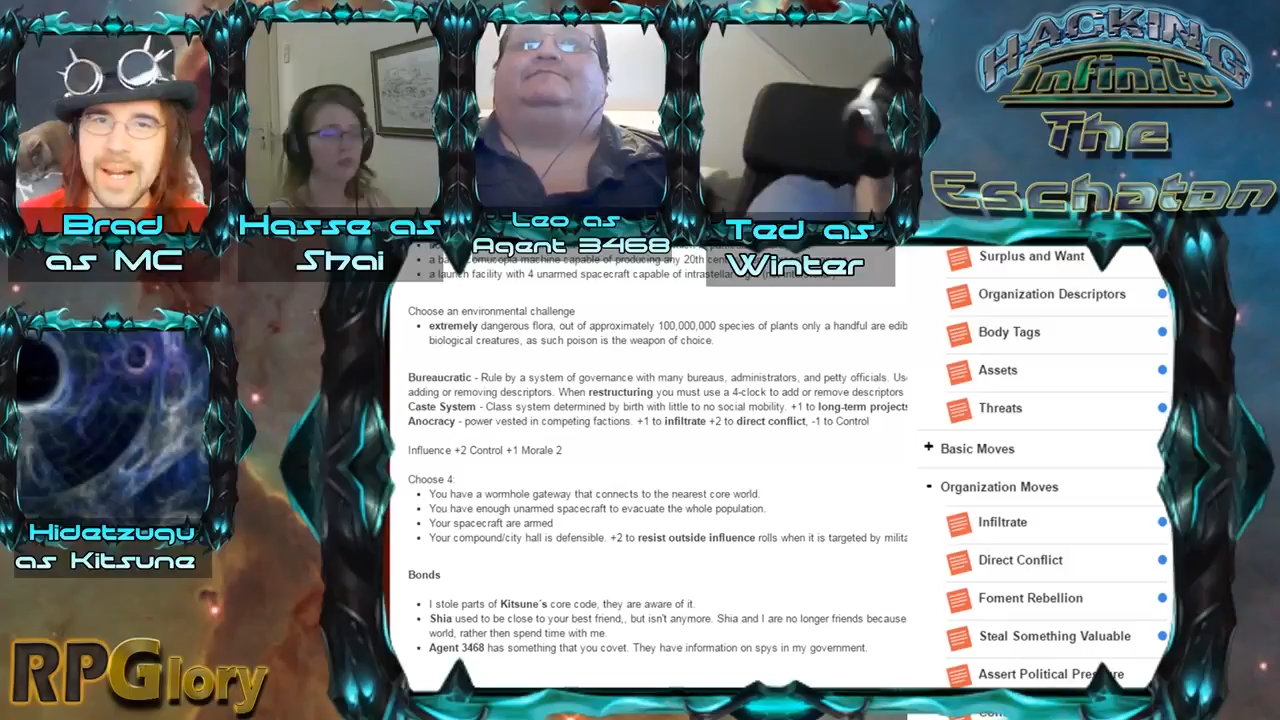 HACKING
Infinity
The
Eschaton
Brad
as MC
Hasse as
Shai
Leo as
Agent 3468
Ted as
Winter
Hidetzugu
as Kitsune
RPGlory
machine capable of producing any 20th
a launch facility with 4 unarmed spacecraft capable of intrastellar
Choose an environmental challenge
• extremely dangerous flora, out of approximately 100,000,000 species of plants only a handful are edib
biological creatures, as such poison is the weapon of choice.
Bureaucratic - Rule by a system of governance with many bureaus, administrators, and petty officials. Us
adding or removing descriptors. When restructuring you must use a 4-clock to add or remove descriptors
Caste System - Class system determined by birth with little to no social mobility. +1 to long-term projects
Anocracy - power vested in competing factions. +1 to infiltrate +2 to direct conflict, -1 to Control
Influence +2 Control +1 Morale 2
Choose 4:
• You have a wormhole gateway that connects to the nearest core world.
• You have enough unarmed spacecraft to evacuate the whole population.
• Your spacecraft are armed
• Your compound/city hall is defensible. +2 to resist outside influence rolls when it is targeted by milita
Bonds
• I stole parts of Kitsune´s core code, they are aware of it.
• Shia used to be close to your best friend,, but isn't anymore. Shia and I are no longer friends because
world, rather then spend time with me.
• Agent 3468 has something that you covet. They have information on spys in my government.
Surplus and Want
Organization Descriptors
Body Tags
Assets
Threats
+ Basic Moves
- Organization Moves
Infiltrate
Direct Conflict
Foment Rebellion
Steal Something Valuable
Assert Political